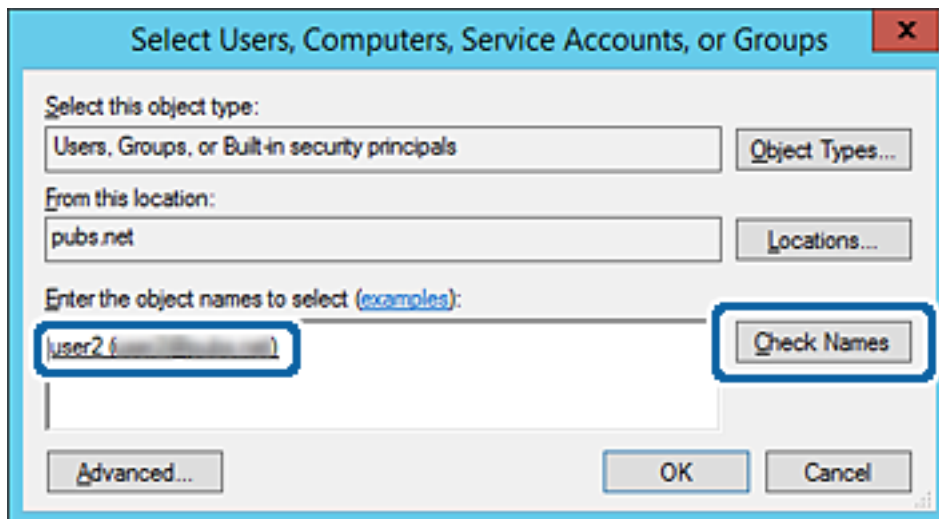 Select Users, Computers, Service Accounts, or Groups
x
Select this object type:
Users, Groups, or Built-in security principals
Object Types...
From this location:
pubs.net
Locations...
Enter the object names to select (examples):
user2 (
)
Check Names
Advanced...
OK
Cancel